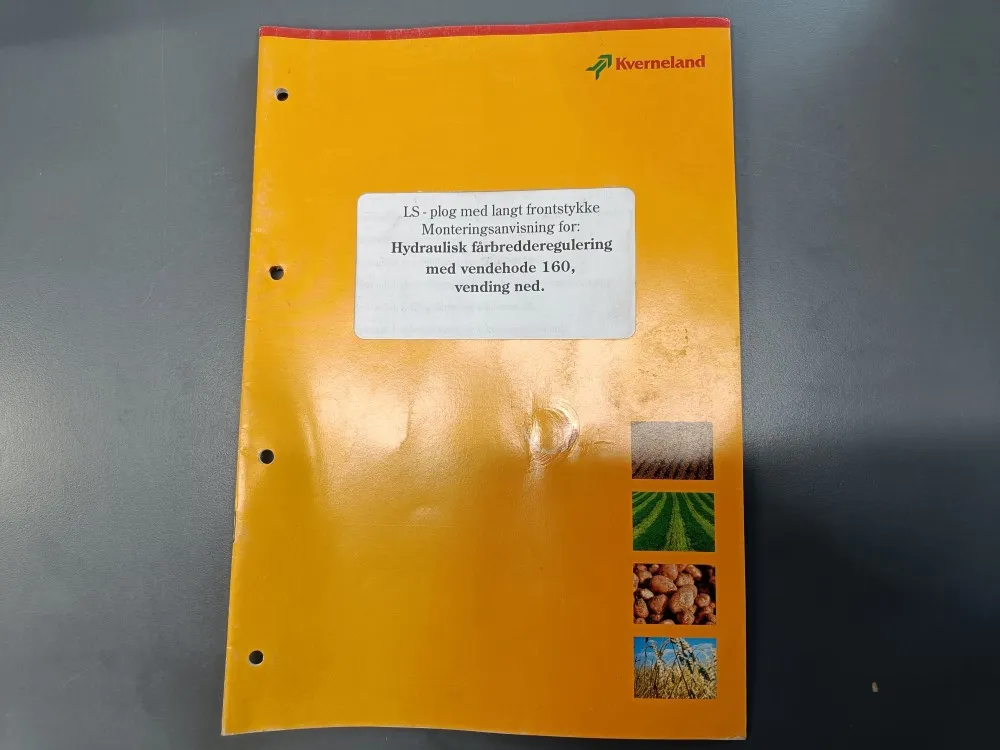 Kverneland
LS - plog med langt frontstykke
Monteringsanvisning for:
Hydraulisk fårbredderegulering
med vendehode 160,
vending ned.